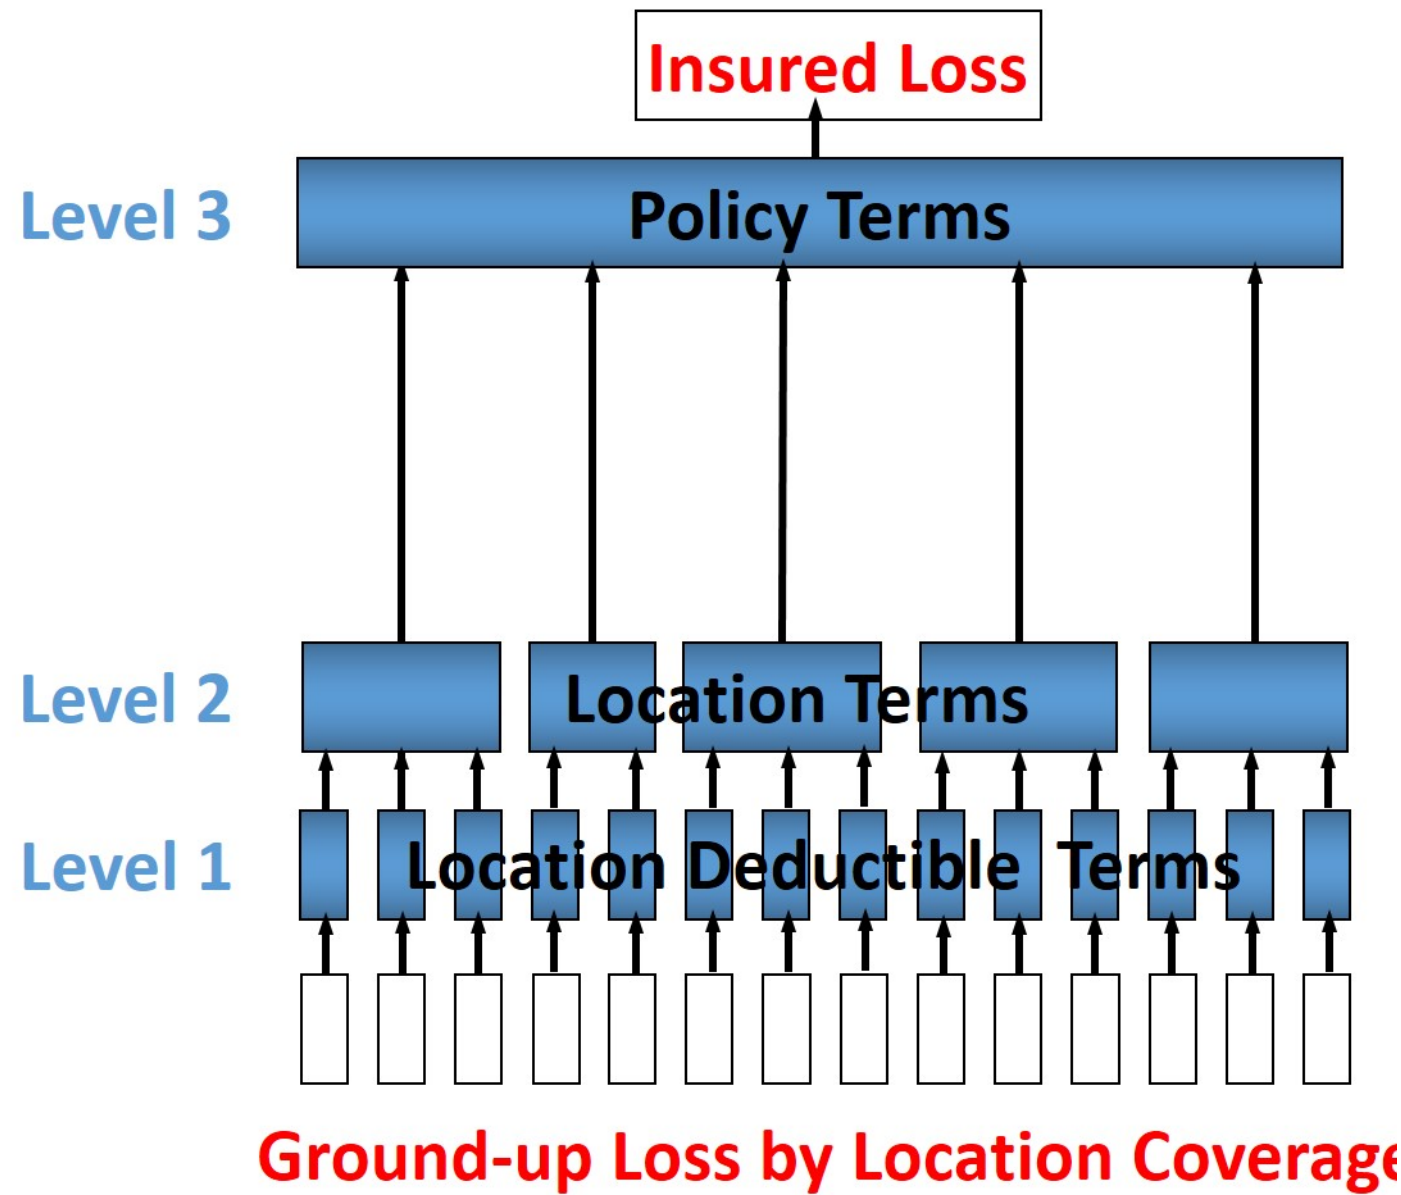 Insured Loss
Level 3 Policy Terms
Level 2 Location Terms
Level 1 Location Deductible Terms
Ground-up Loss by Location Coverage